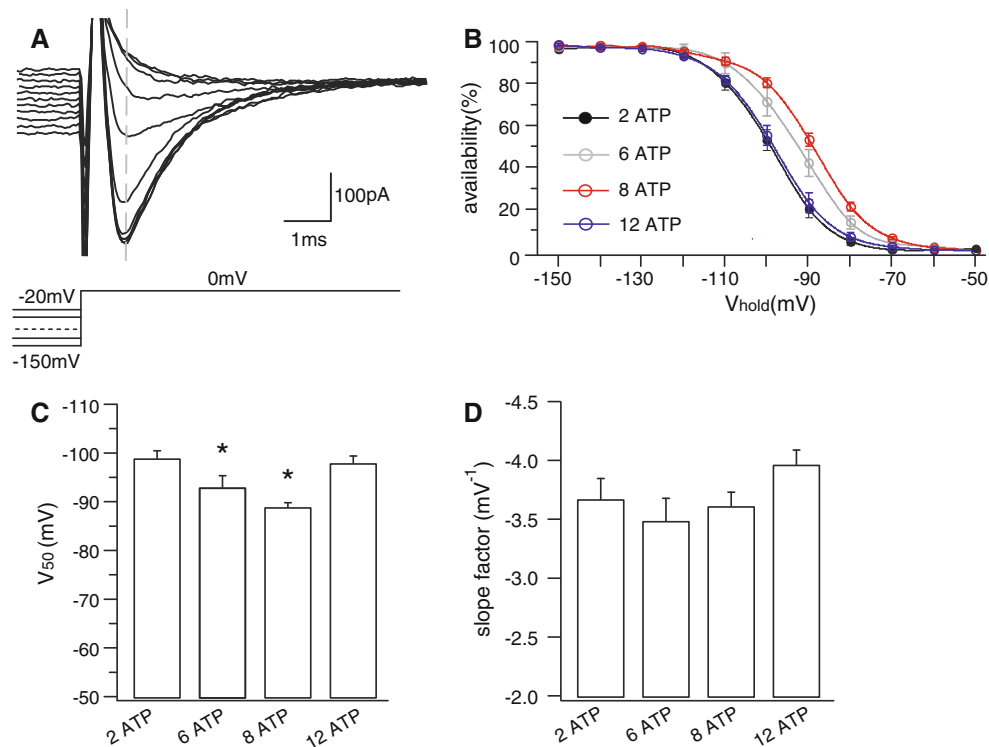 A
100pA
1ms
0mV
-20mV
-150mV
B
availability(%)
100
80
60
40
20
0
2 ATP
6 ATP
8 ATP
12 ATP
-150
-130
-110
-90
-70
-50
Vhold(mV)
C
V50 (mV)
-110
-100
-90
-80
-70
-60
-50
*
*
2 ATP
6 ATP
8 ATP
12 ATP
D
slope factor (mV-1)
-4.5
-4.0
-3.5
-3.0
-2.5
-2.0
2 ATP
6 ATP
8 ATP
12 ATP